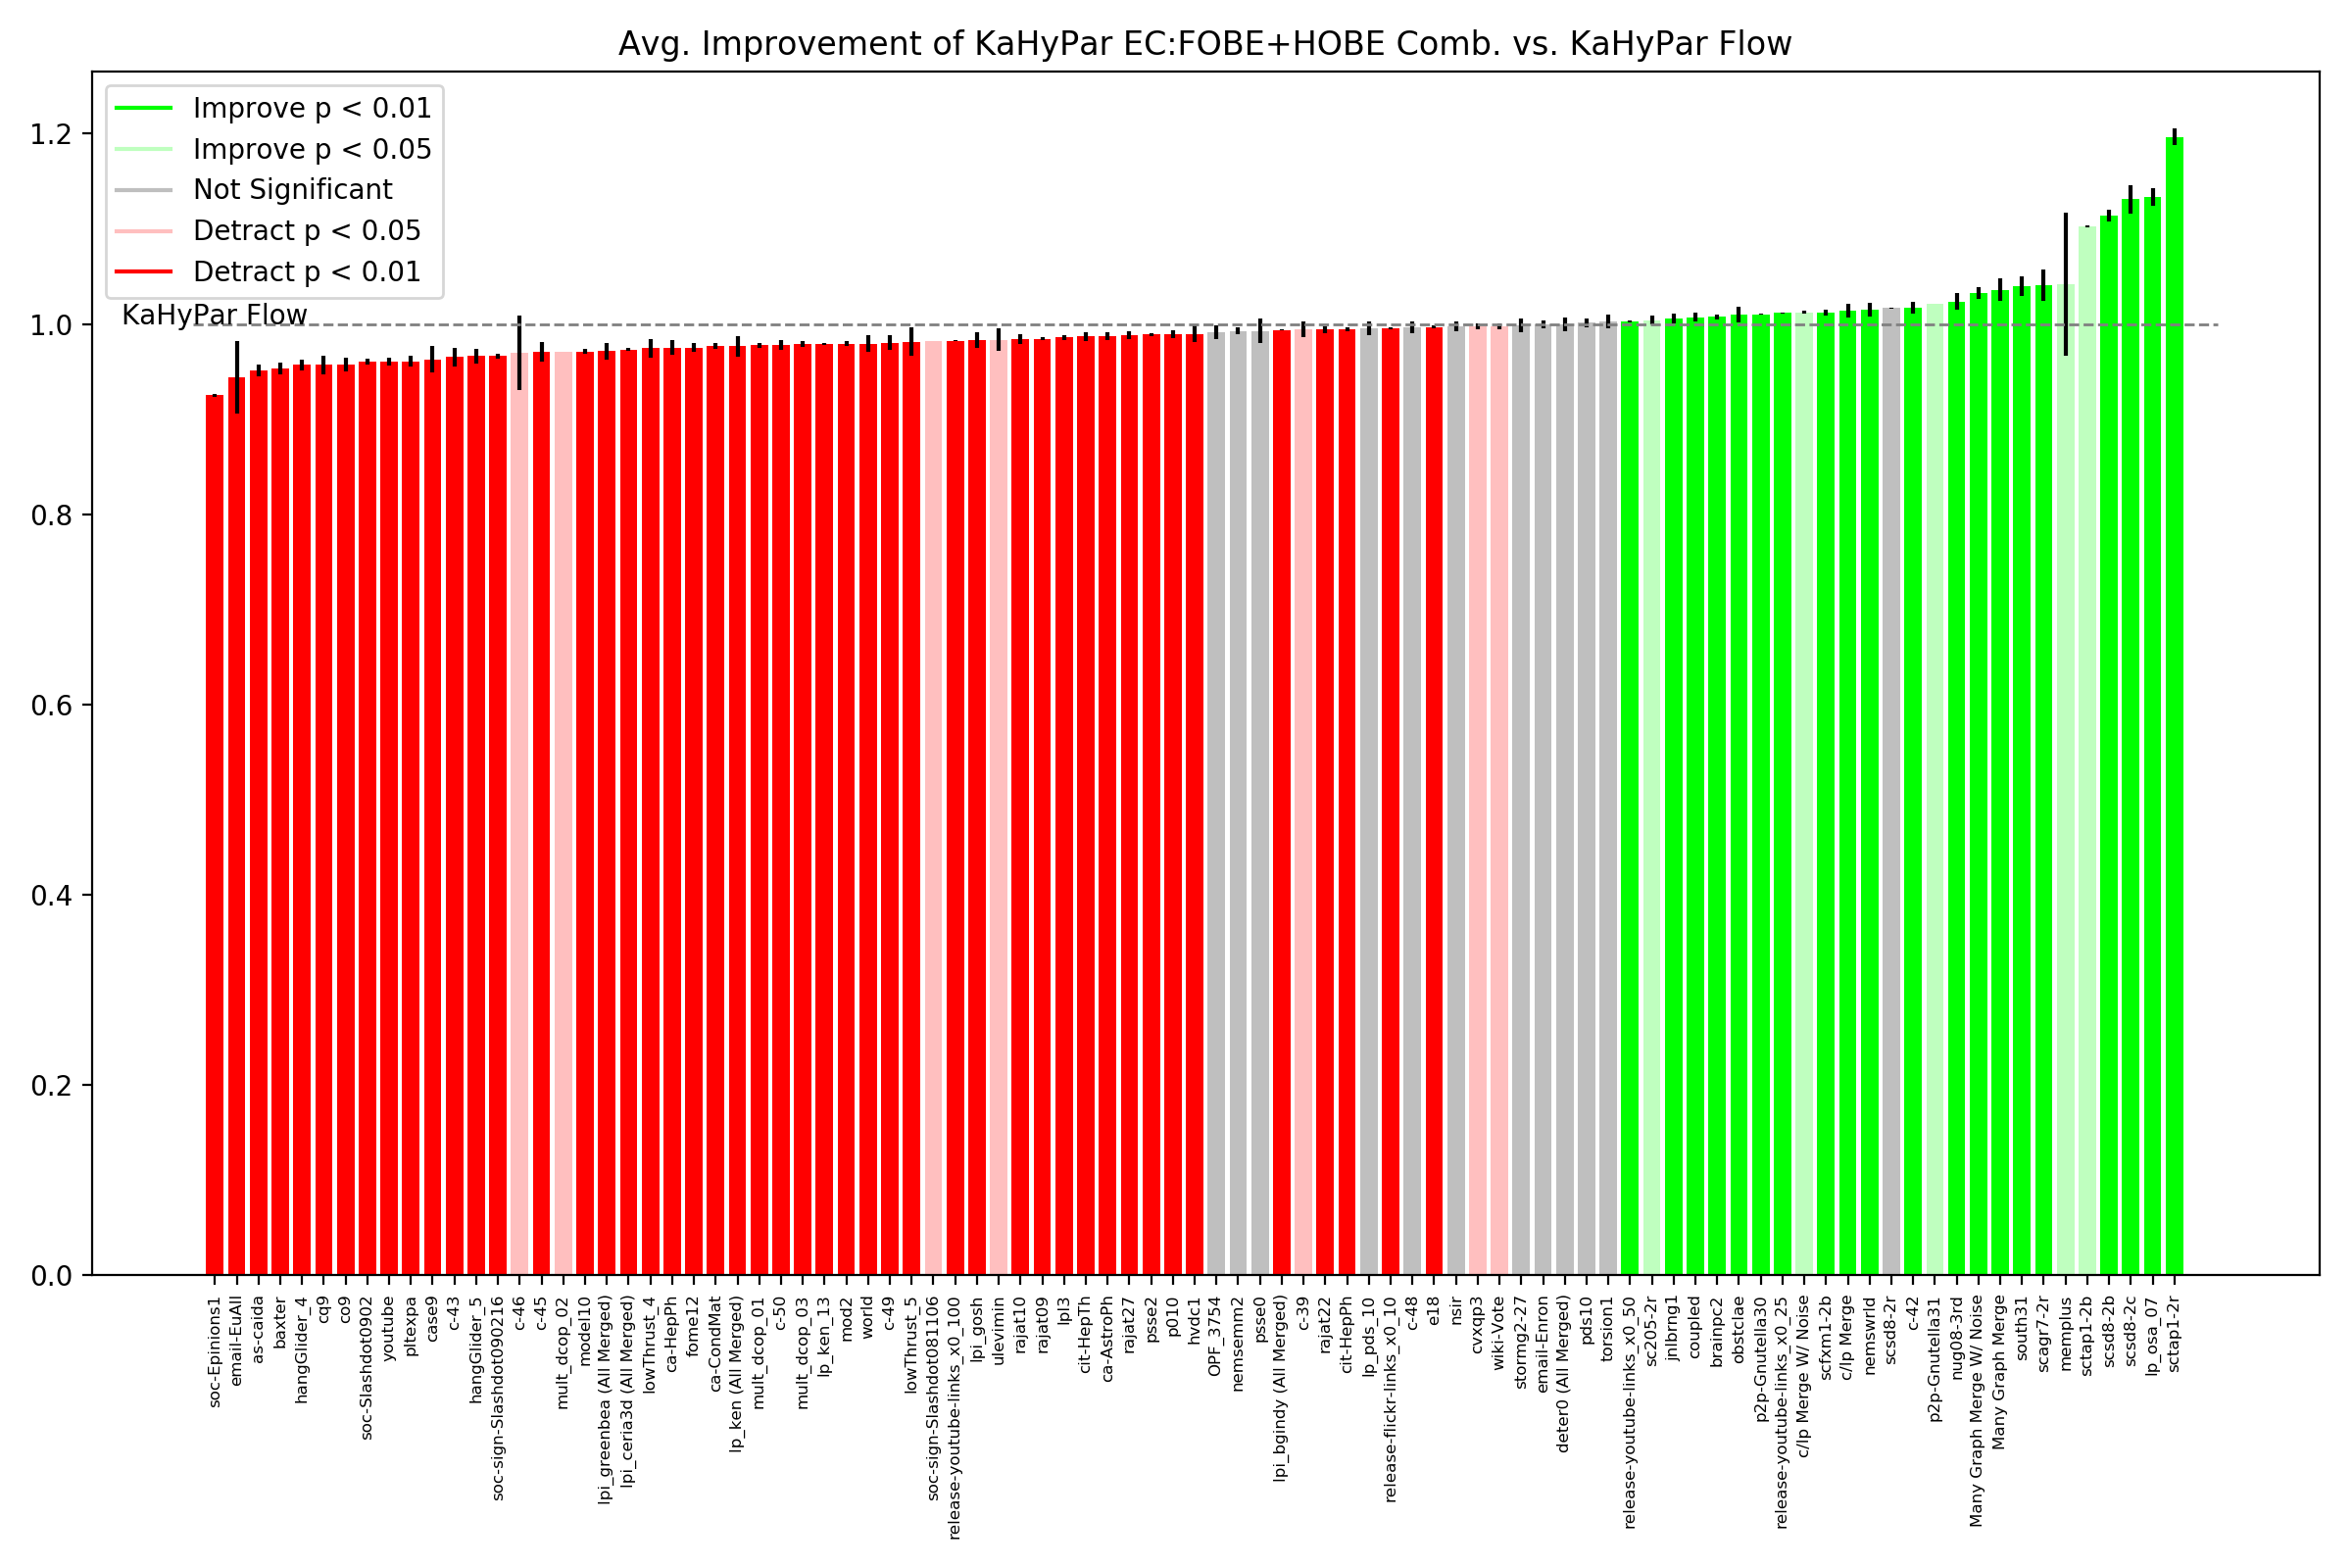 Avg. Improvement of KaHyPar EC:FOBE+HOBE Comb. vs. KaHyPar Flow
Improve p < 0.01
Improve p < 0.05
Not Significant
Detract p < 0.05
Detract p < 0.01
KaHyPar Flow
1.2
1.0
0.8
0.6
0.4
0.2
0.0
soc-Epinions1
email-EuAll
as-caida
baxter
hangGlider_4
cq9
co9
soc-Slashdot0902
youtube
pltexpa
case9
c-43
hangGlider_5
soc-sign-Slashdot090216
c-46
c-45
mult_dcop_02
model10
lpi_greenbea (All Merged)
lpi_ceria3d (All Merged)
lowThrust_4
ca-HepPh
fome12
ca-CondMat
lp_ken (All Merged)
mult_dcop_01
c-50
mult_dcop_03
lp_ken_13
mod2
world
c-49
lowThrust_5
soc-sign-Slashdot081106
release-youtube-links_x0_100
lpi_gosh
ulevimin
rajat10
rajat09
lpl3
cit-HepTh
ca-AstroPh
rajat27
psse2
p010
hvdc1
OPF_3754
nemsemm2
psse0
lpi_bgindy (All Merged)
c-39
rajat22
cit-HepPh
lp_pds_10
release-flickr-links_x0_10
c-48
e18
nsir
cvxqp3
wiki-Vote
stormg2-27
email-Enron
deter0 (All Merged)
pds10
torsion1
release-youtube-links_x0_50
sc205-2r
jnlbrng1
coupled
brainpc2
obstclae
p2p-Gnutella30
release-youtube-links_x0_25
c/lp Merge W/ Noise
scfxm1-2b
c/lp Merge
nemswrld
scsd8-2r
c-42
p2p-Gnutella31
nug08-3rd
Many Graph Merge W/ Noise
Many Graph Merge
south31
scagr7-2r
memplus
sctap1-2b
scsd8-2b
scsd8-2c
lp_osa_07
sctap1-2r